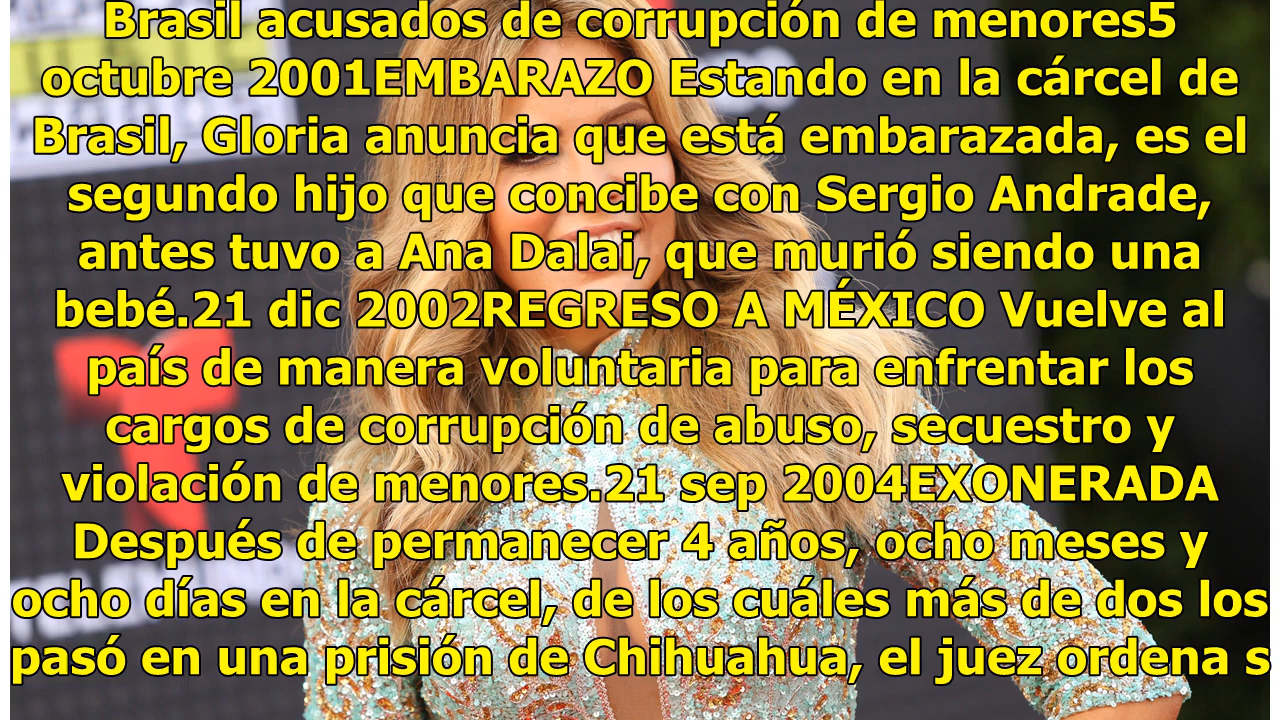 Brasil acusados de corrupción de menores5
octubre 2001EMBARAZO Estando en la cárcel de
Brasil, Gloria anuncia que está embarazada, es el
segundo hijo que concibe con Sergio Andrade,
antes tuvo a Ana Dalai, que murió siendo una
bebé.21 dic 2002REGRESO A MÉXICO Vuelve al
país de manera voluntaria para enfrentar los
cargos de corrupción de abuso, secuestro y
violación de menores.21 sep 2004EXONERADA
Después de permanecer 4 años, ocho meses y
ocho días en la cárcel, de los cuáles más de dos los
pasó en una prisión de Chihuahua, el juez ordena s